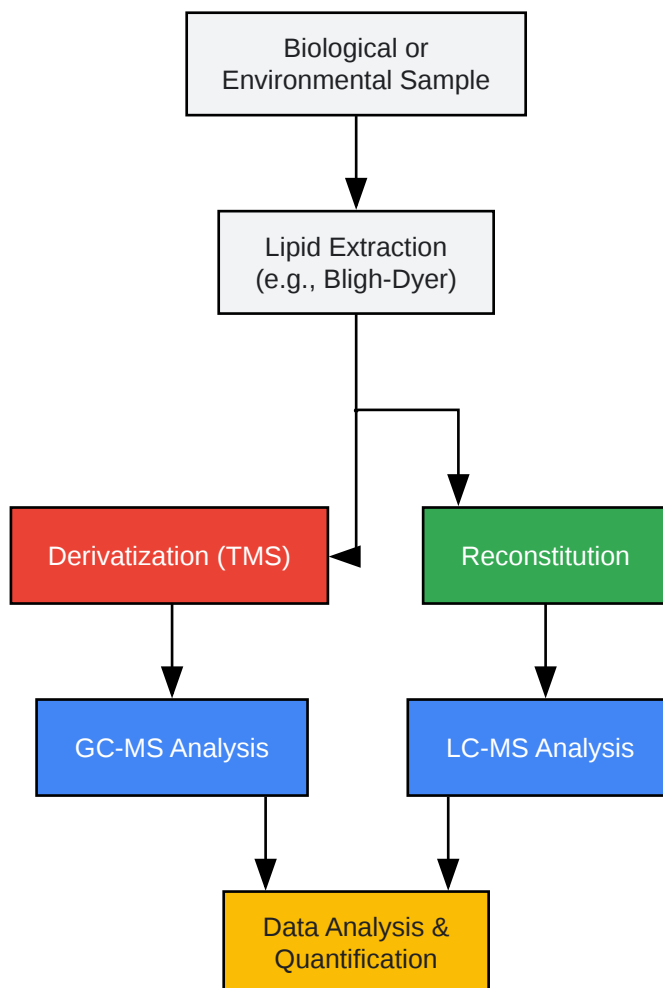 Biological or
Environmental Sample
Lipid Extraction
(e.g., Bligh-Dyer)
Derivatization (TMS)
Reconstitution
GC-MS Analysis
LC-MS Analysis
Data Analysis &
Quantification